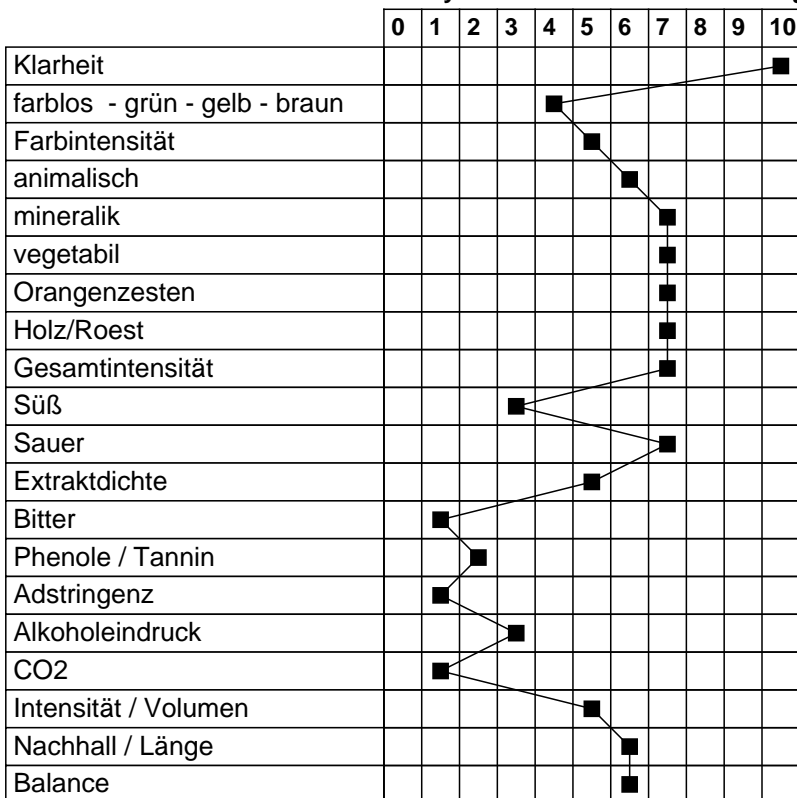 0 1 2 3 4 5 6 7 8 9 10
Klarheit
farblos - grün - gelb - braun
Farbintensität
animalisch
mineralik
vegetabil
Orangenzesten
Holz/Roest
Gesamtintensität
Süß
Sauer
Extraktdichte
Bitter
Phenole / Tannin
Adstringenz
Alkoholeindruck
CO2
Intensität / Volumen
Nachhall / Länge
Balance